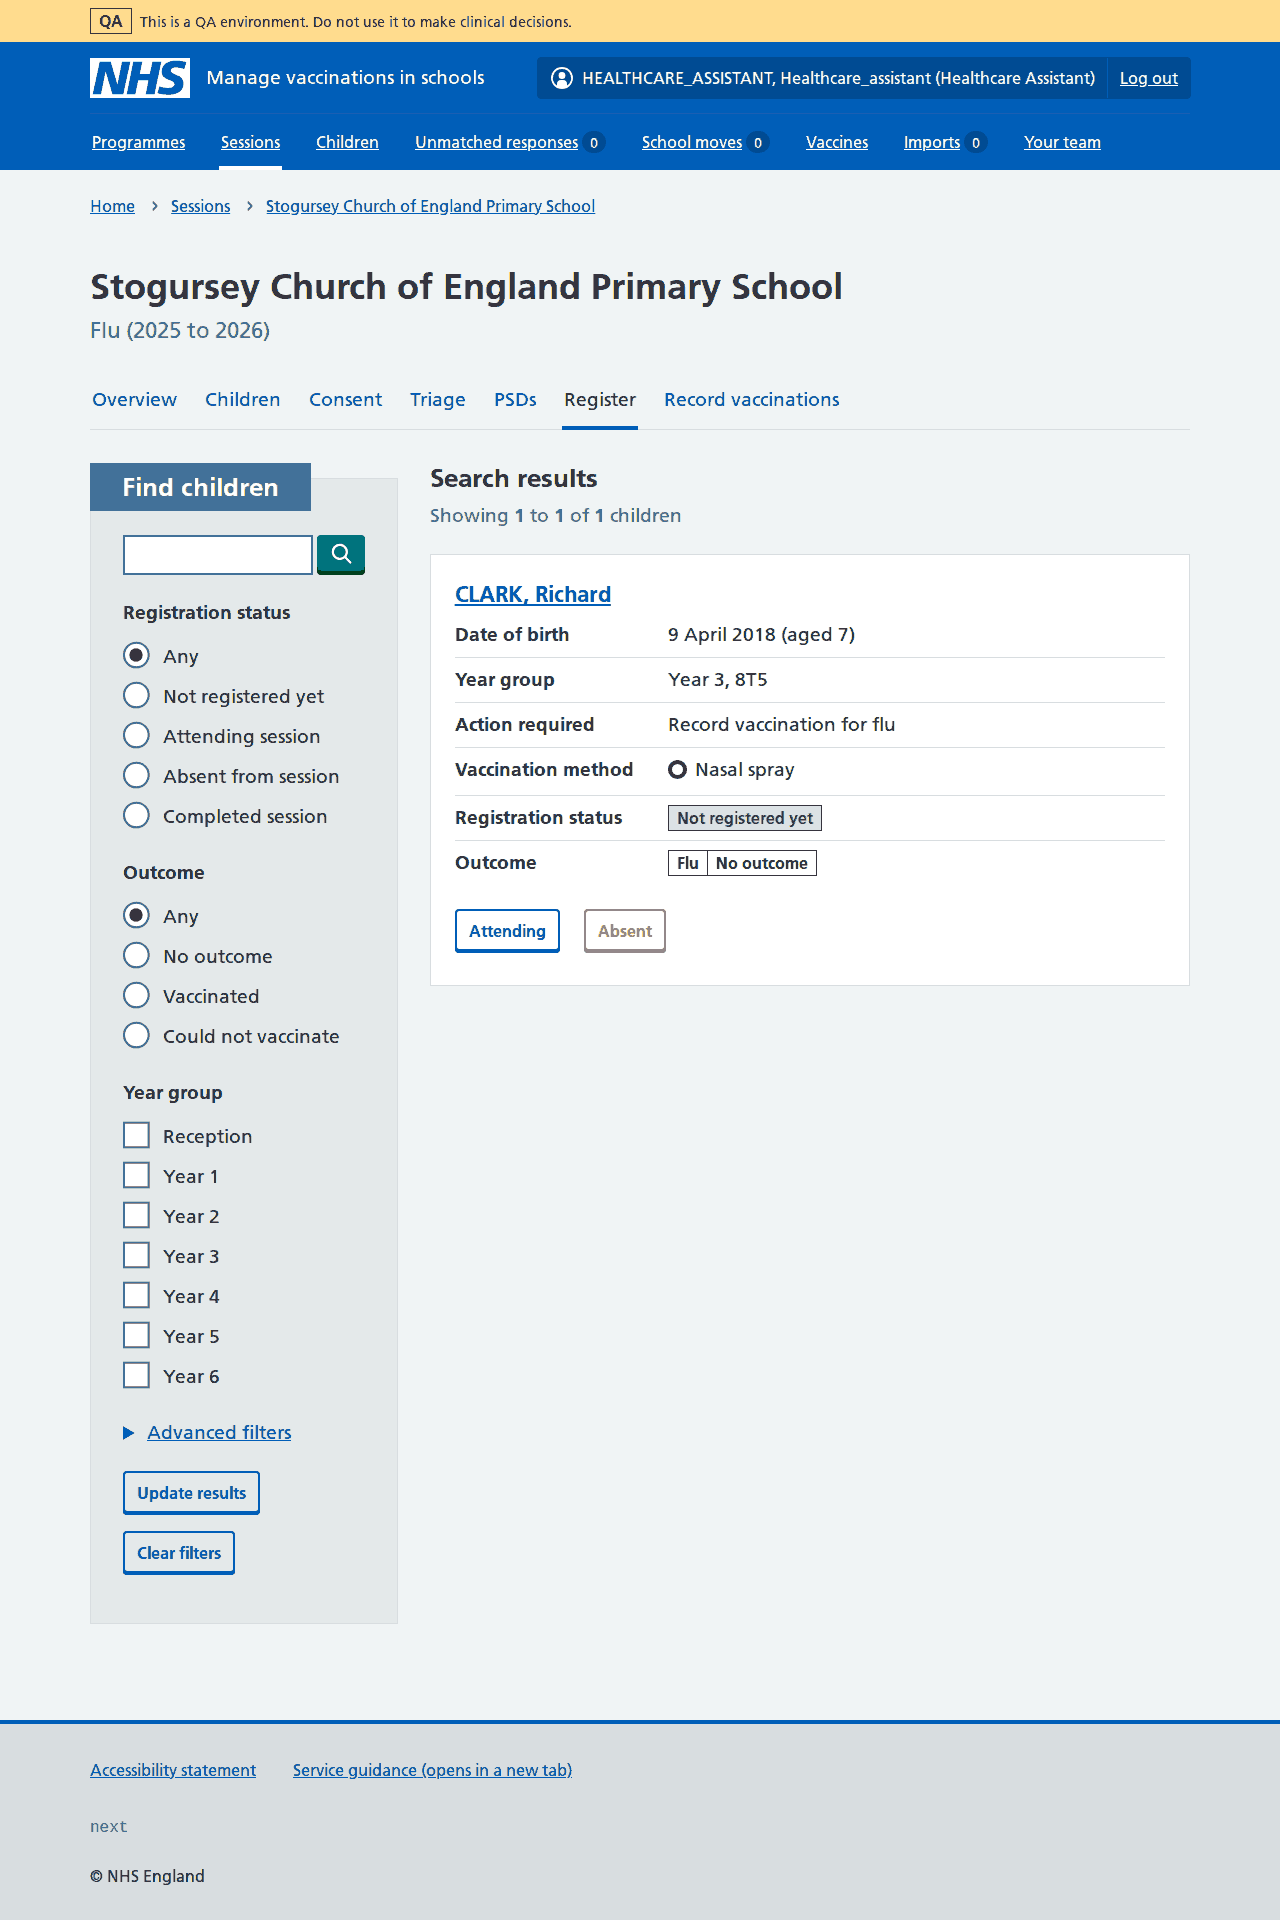 QA This is a QA environment. Do not use it to make clinical decisions.
NHS Manage vaccinations in schools HEALTHCARE_ASSISTANT, Healthcare_assistant (Healthcare Assistant) Log out
Programmes Sessions Children Unmatched responses 0 School moves 0 Vaccines Imports 0 Your team
Home Sessions Stogursey Church of England Primary School
Stogursey Church of England Primary School
Flu (2025 to 2026)
Overview Children Consent Triage PSDs Register Record vaccinations
Find children
Registration status
Any
Not registered yet
Attending session
Absent from session
Completed session
Outcome
Any
No outcome
Vaccinated
Could not vaccinate
Year group
Reception
Year 1
Year 2
Year 3
Year 4
Year 5
Year 6
Advanced filters
Update results
Clear filters
Search results
Showing 1 to 1 of 1 children
CLARK, Richard
Date of birth 9 April 2018 (aged 7)
Year group Year 3, 8T5
Action required Record vaccination for flu
Vaccination method Nasal spray
Registration status Not registered yet
Outcome Flu No outcome
Attending Absent
Accessibility statement Service guidance (opens in a new tab)
next
© NHS England